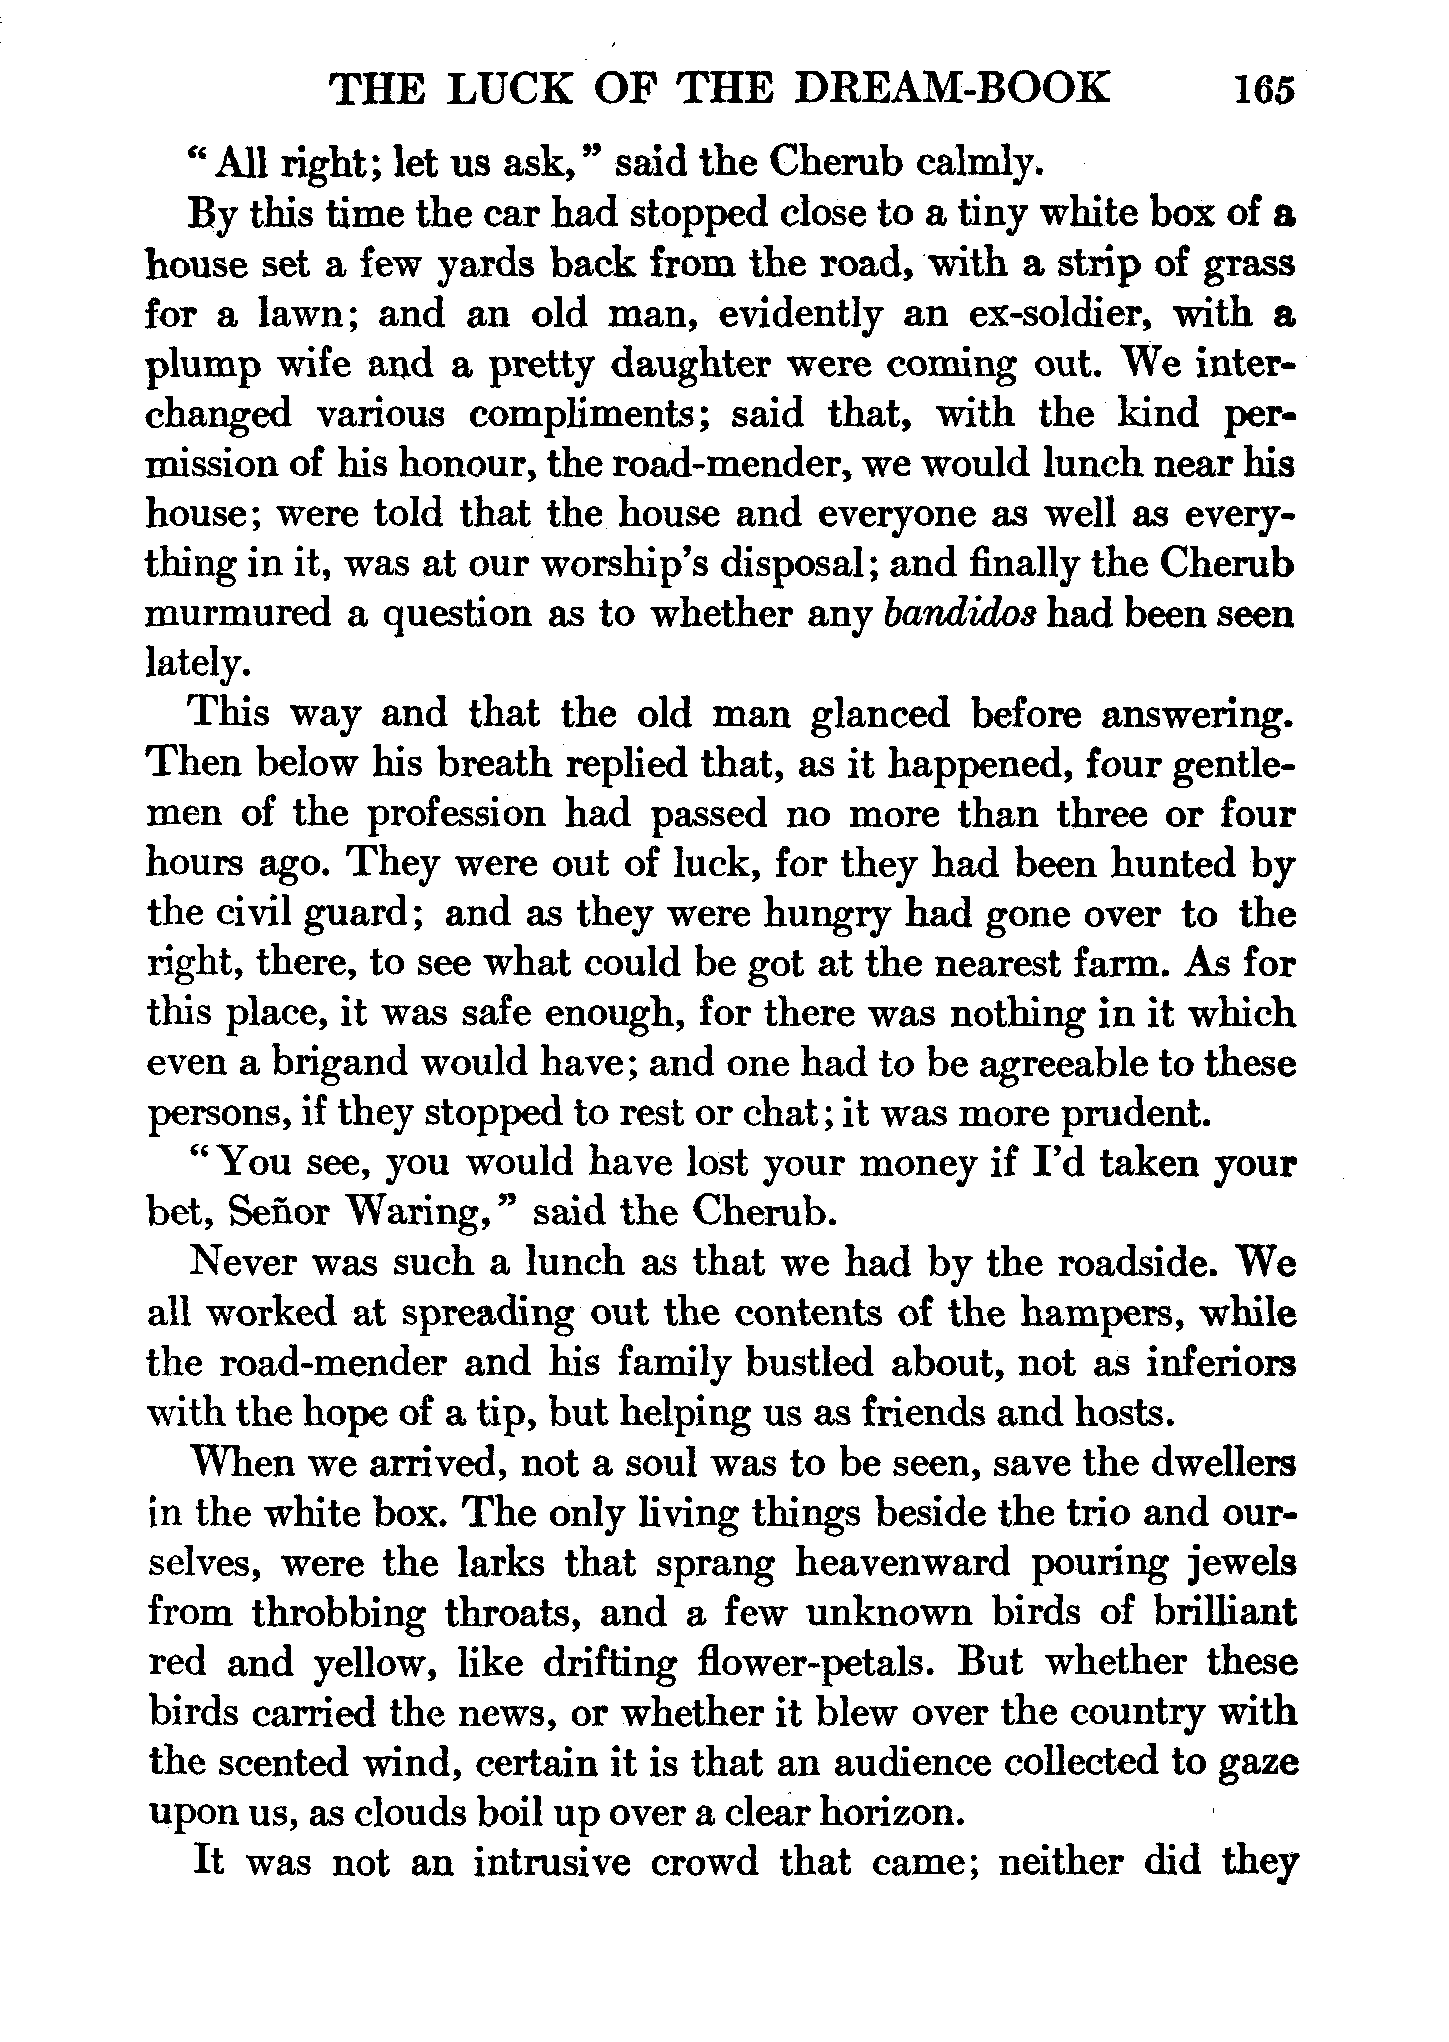 THE LUCK OF THE DREAM-BOOK 165
"All right; let us ask," said the Cherub calmly.
By this time the car had stopped close to a tiny white box of a
house set a few yards back from the road, with a strip of grass
for a lawn; and an old man, evidently an ex-soldier, with a
plump wife and a pretty daughter were coming out. We inter-
changed various compliments; said that, with the kind per-
mission of his honour, the road-mender, we would lunch near his
house; were told that the house and everyone as well as every-
thing in it, was at our worship's disposal; and finally the Cherub
murmured a question as to whether any bandidos had been seen
lately.
This way and that the old man glanced before answering.
Then below his breath replied that, as it happened, four gentle-
men of the profession had passed no more than three or four
hours ago. They were out of luck, for they had been hunted by
the civil guard; and as they were hungry had gone over to the
right, there, to see what could be got at the nearest farm. As for
this place, it was safe enough, for there was nothing in it which
even a brigand would have; and one had to be agreeable to these
persons, if they stopped to rest or chat; it was more prudent.
"You see, you would have lost your money if I'd taken your
bet, Señor Waring," said the Cherub.
Never was such a lunch as that we had by the roadside. We
all worked at spreading out the contents of the hampers, while
the road-mender and his family bustled about, not as inferiors
with the hope of a tip, but helping us as friends and hosts.
When we arrived, not a soul was to be seen, save the dwellers
in the white box. The only living things beside the trio and our-
selves, were the larks that sprang heavenward pouring jewels
from throbbing throats, and a few unknown birds of brilliant
red and yellow, like drifting flower-petals. But whether these
birds carried the news, or whether it blew over the country with
the scented wind, certain it is that an audience collected to gaze
upon us, as clouds boil up over a clear horizon.
It was not an intrusive crowd that came; neither did they